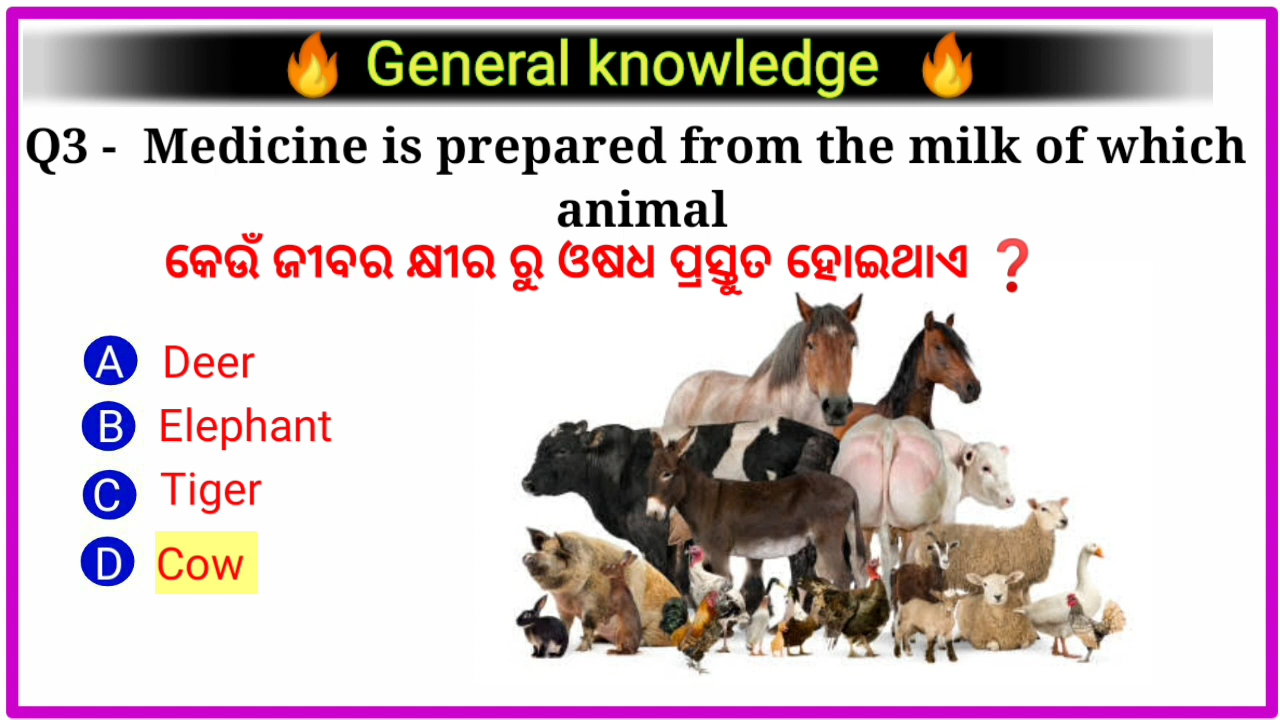 🔥 General knowledge 🔥
Q3 - Medicine is prepared from the milk of which
animal
କେଉଁ ଜୀବର କ୍ଷୀର ରୁ ଓଷଧ ପ୍ରସ୍ତୁତ ହୋଇଥାଏ ❓
A Deer
B Elephant
C Tiger
D Cow